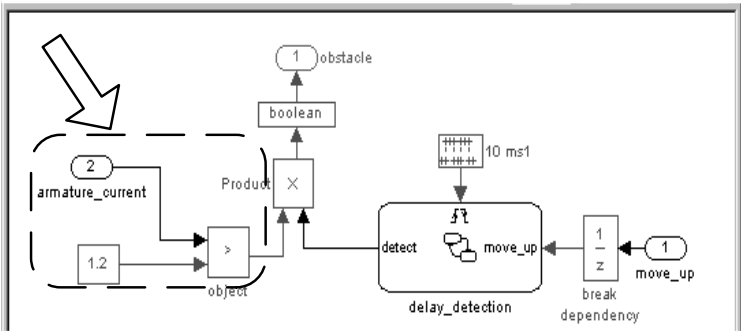 1
obstacle
boolean
2
armature_current
Product
X
10 ms1
1.2
>
object
detect
move_up
delay_detection
1
z
break
dependency
1
move_up